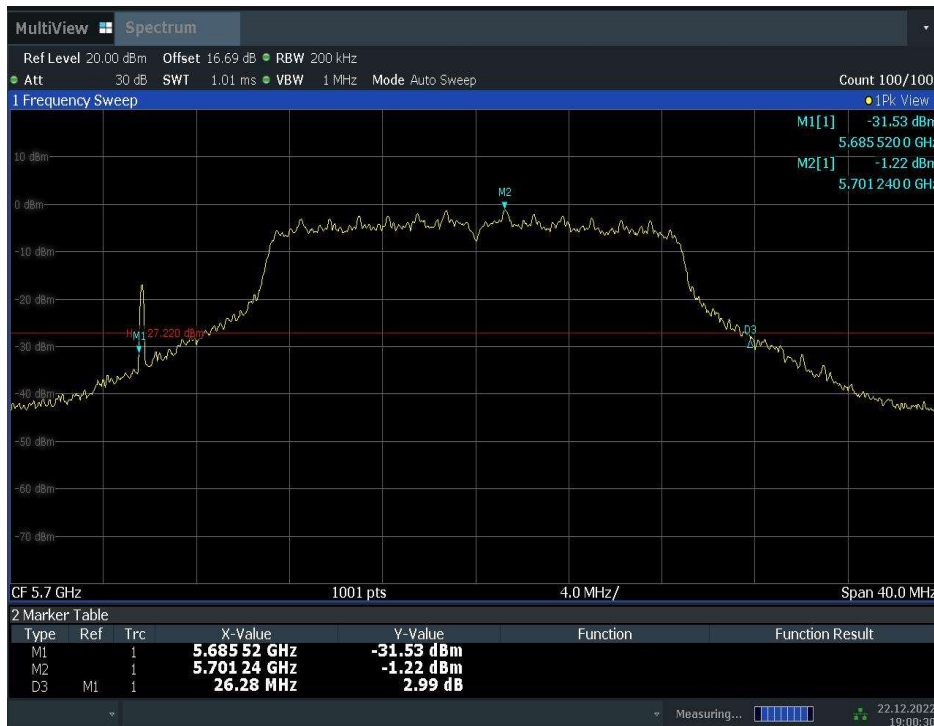 MultiView Spectrum
Ref Level 20.00 dBm Offset 16.69 dB RBW 200 kHz
Att 30 dB SWT 1.01 ms VBW 1 MHz Mode Auto Sweep Count 100/100
1 Frequency Sweep 1Pk View
M1[1] -31.53 dBm
5.685 520 0 GHz
M2[1] -1.22 dBm
5.701 240 0 GHz
10 dBm
M2
0 dBm
-10 dBm
-20 dBm
M1 27.220 dBm D3
-30 dBm
-40 dBm
-50 dBm
-60 dBm
-70 dBm
CF 5.7 GHz 1001 pts 4.0 MHz/ Span 40.0 MHz
2 Marker Table
Type Ref Trc X-Value Y-Value Function Function Result
M1 1 5.685 52 GHz -31.53 dBm
M2 1 5.701 24 GHz -1.22 dBm
D3 M1 1 26.28 MHz 2.99 dB
Measuring... 22.12.2022
19:00:30